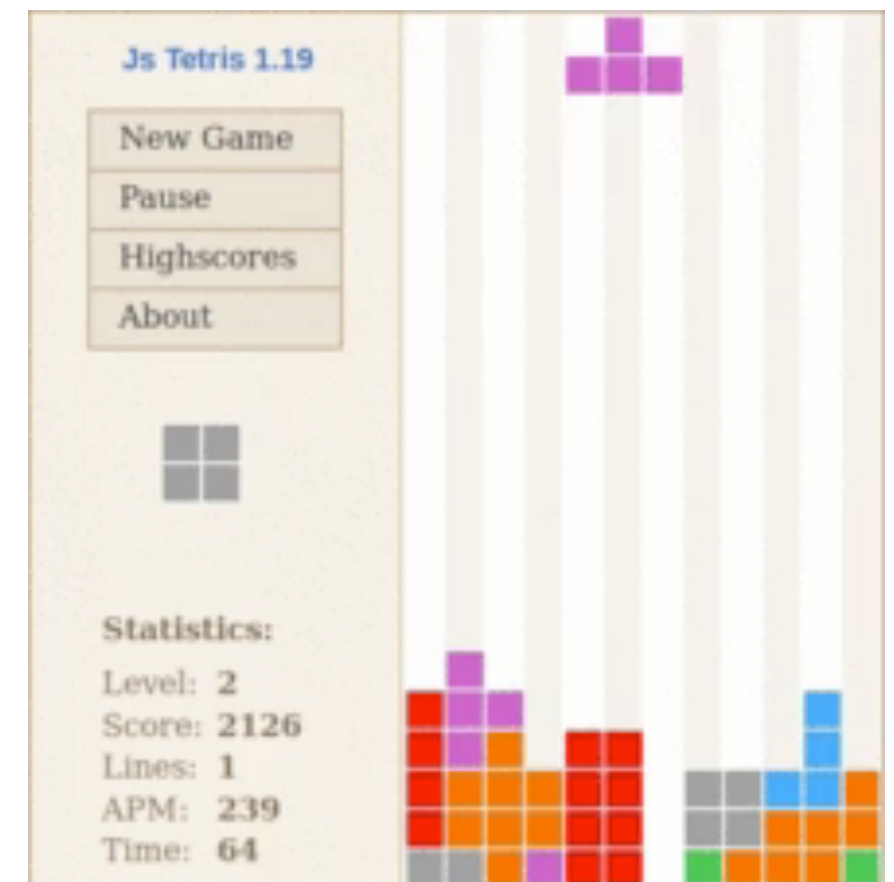 Js Tetris 1.19
New Game
Pause
Highscores
About
Statistics:
Level: 2
Score: 2126
Lines: 1
APM: 239
Time: 64